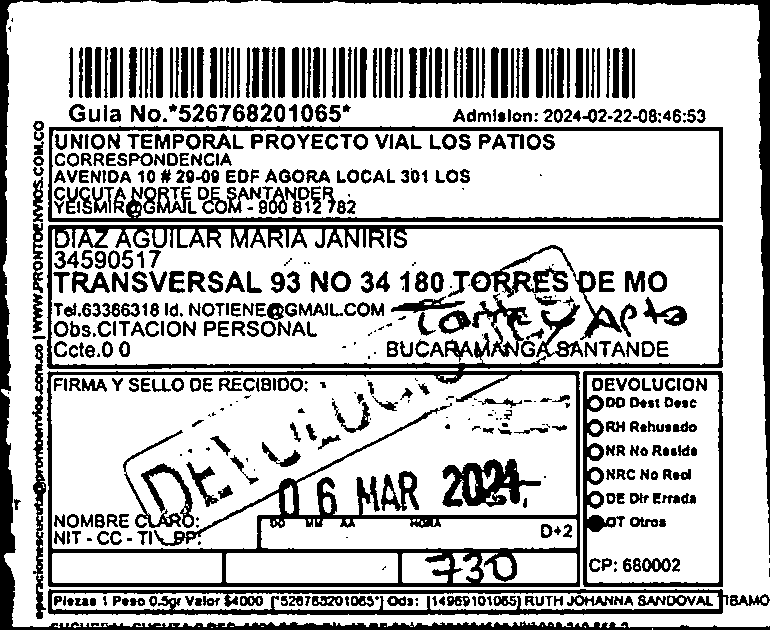 Guia No.*526768201065*
Admision: 2024-02-22-08:46:53
UNION TEMPORAL PROYECTO VIAL LOS PATIOS
CORRESPONDENCIA
AVENIDA 10 # 29-09 EDF AGORA LOCAL 301 LOS
CUCUTA NORTE DE SANTANDER
YEISMIR@GMAIL COM - 900 812 782
DIAZ AGUILAR MARIA JANIRIS
34590517
TRANSVERSAL 93 NO 34 180 TORRES DE MO
Tel.63366318 Id. NOTIENE@GMAIL.COM
Torre y Apto
Obs.CITACION PERSONAL
Ccte.0 0
BUCARAMANGA SANTANDE
FIRMA Y SELLO DE RECIBIDO:
DEVOLUCION
DEVOLUCION
DD Dest Desc
RH Rehusado
NR No Reside
NRC No Recl
DE Dir Errada
OT Otros
06 MAR 2024
NOMBRE CLARO:
NIT - CC - TI - PP:
DD MM AA HORA
D+2
730
CP: 680002
Piezas 1 Peso 0.5gr Valor $4000 [*526768201065*] Ods: [14969101065] RUTH JOHANNA SANDOVAL TIBAMO
operacionescucuta@prontoenvios.com.co | WWW.PRONTOENVIOS.COM.CO